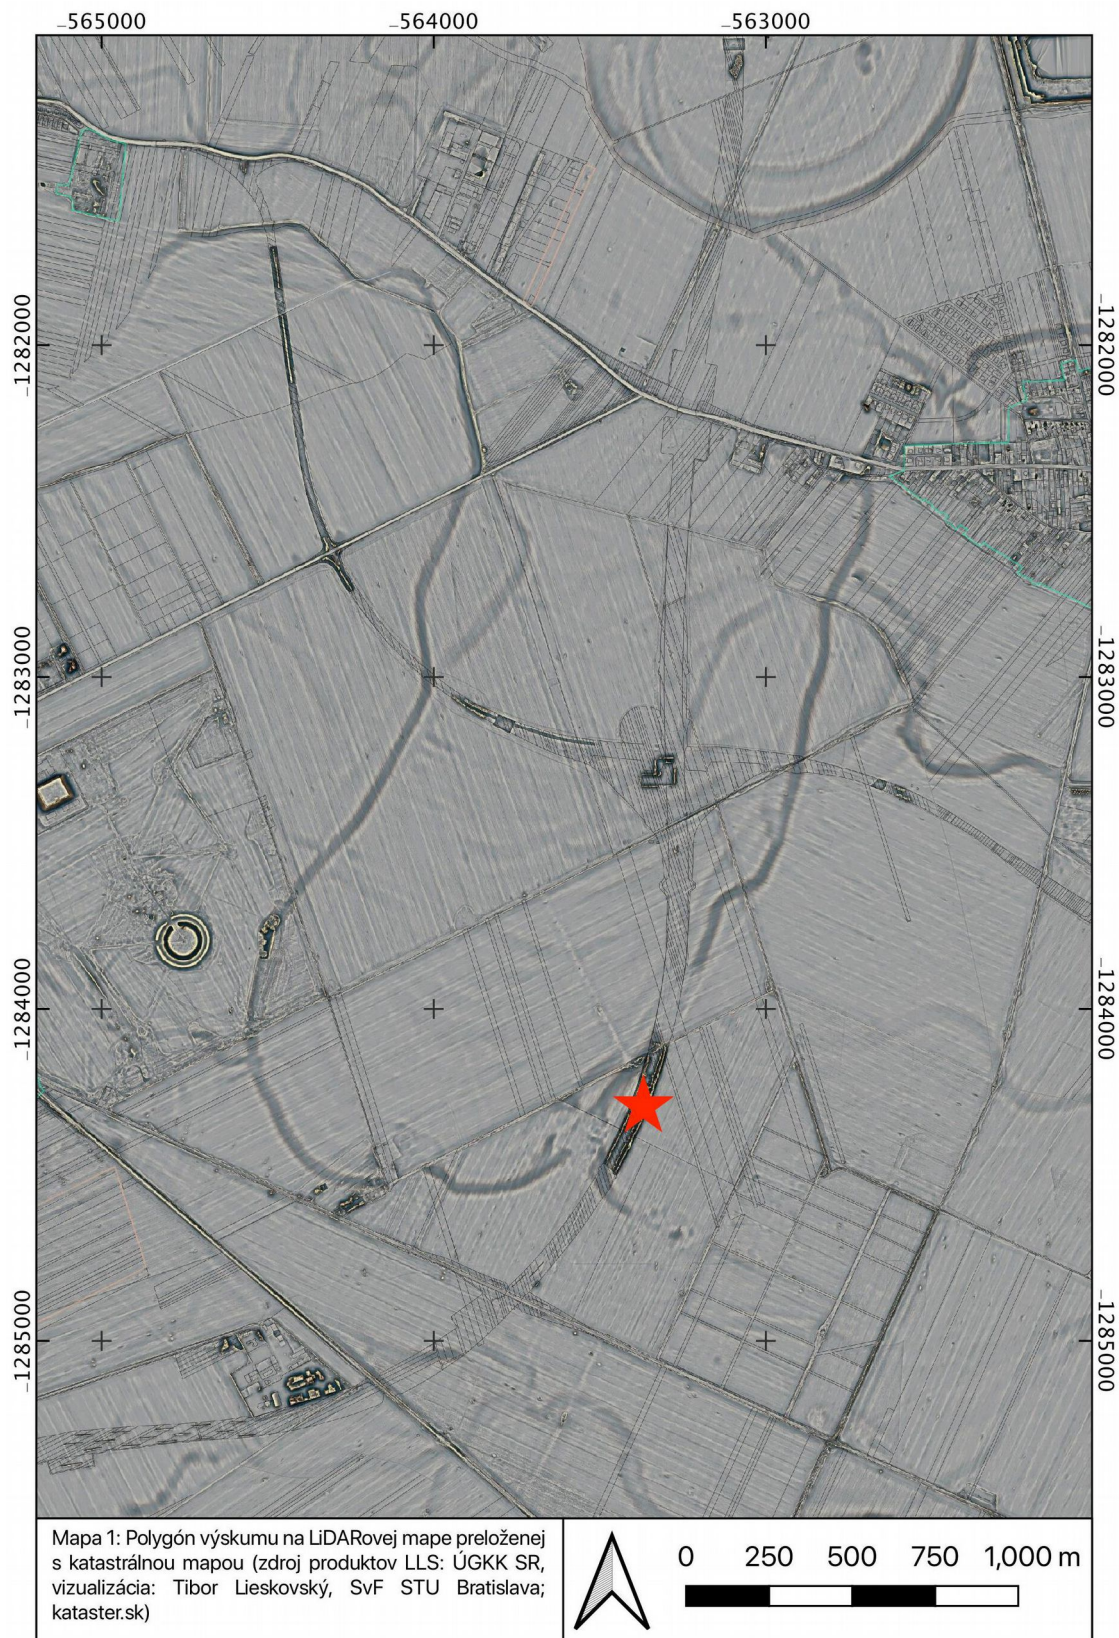 −565000
−564000
−563000
−1282000
−1282000
−1283000
−1283000
−1284000
−1284000
−1285000
−1285000
Mapa 1: Polygón výskumu na LiDARovej mape preloženej
s katastrálnou mapou (zdroj produktov LLS: ÚGKK SR,
vizualizácia: Tibor Lieskovský, SvF STU Bratislava;
kataster.sk)
0 250 500 750 1,000 m